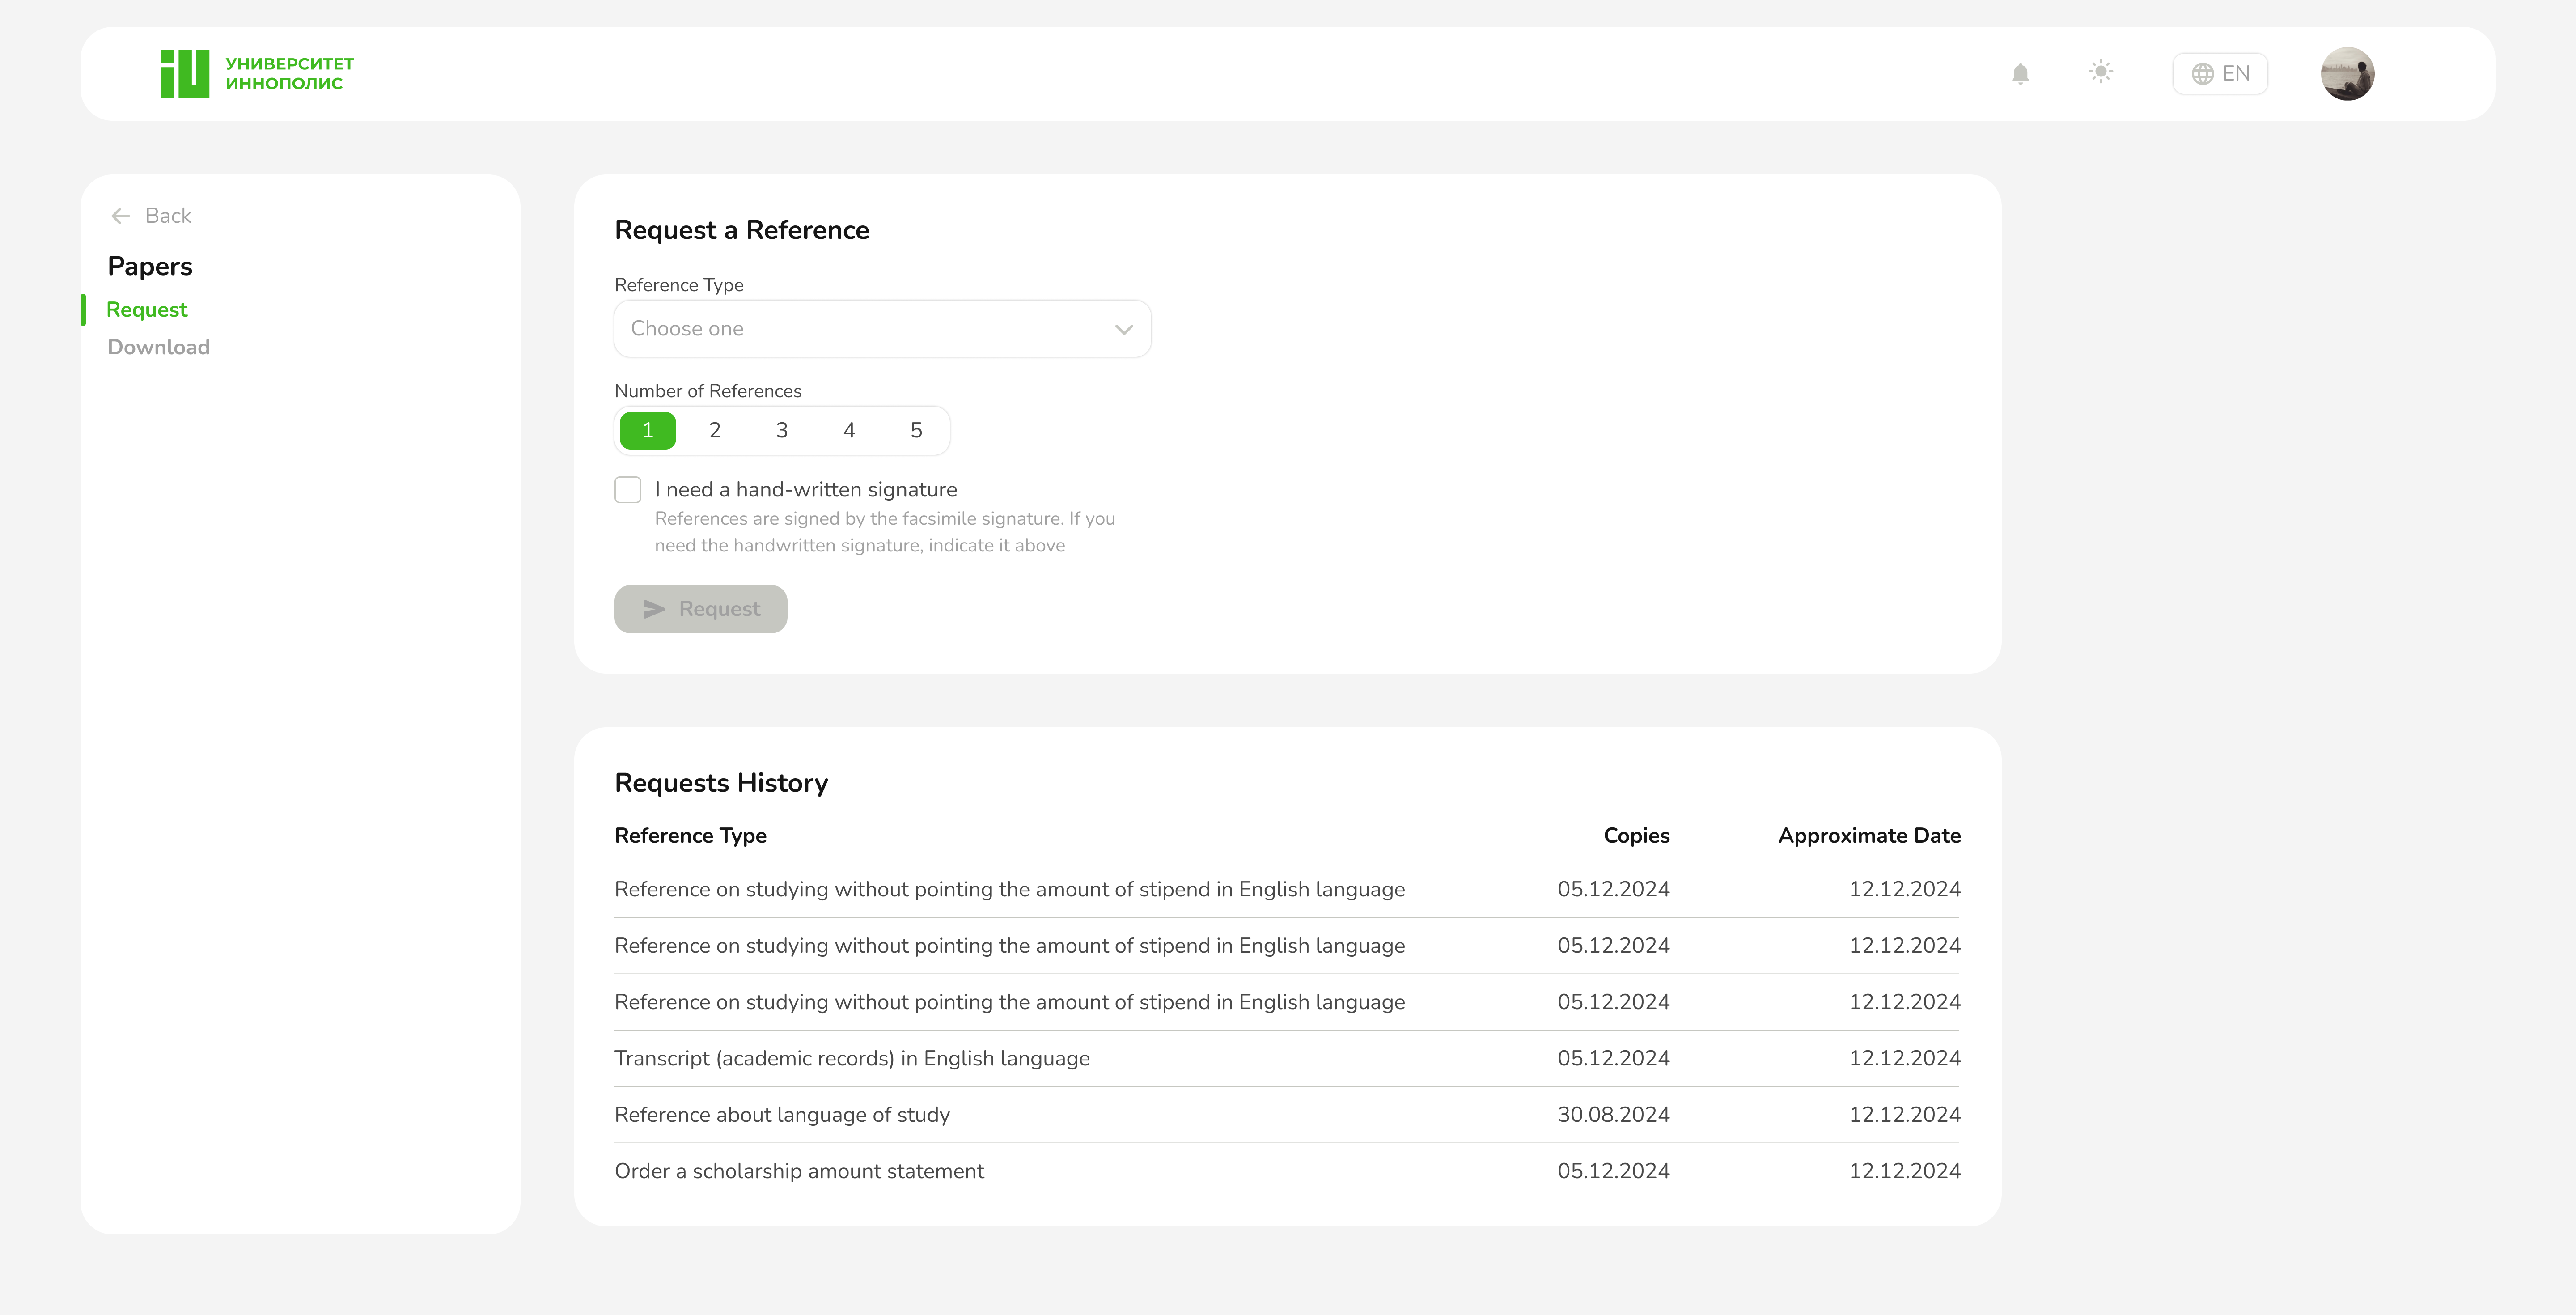 УНИВЕРСИТЕТ
ИННОПОЛИС
EN
Back
Papers
Request
Download
Request a Reference
Reference Type
Choose one
Number of References
1 2 3 4 5
I need a hand-written signature
References are signed by the facsimile signature. If you
need the handwritten signature, indicate it above
Request
Requests History
Reference Type Copies Approximate Date
Reference on studying without pointing the amount of stipend in English language 05.12.2024 12.12.2024
Reference on studying without pointing the amount of stipend in English language 05.12.2024 12.12.2024
Reference on studying without pointing the amount of stipend in English language 05.12.2024 12.12.2024
Transcript (academic records) in English language 05.12.2024 12.12.2024
Reference about language of study 30.08.2024 12.12.2024
Order a scholarship amount statement 05.12.2024 12.12.2024